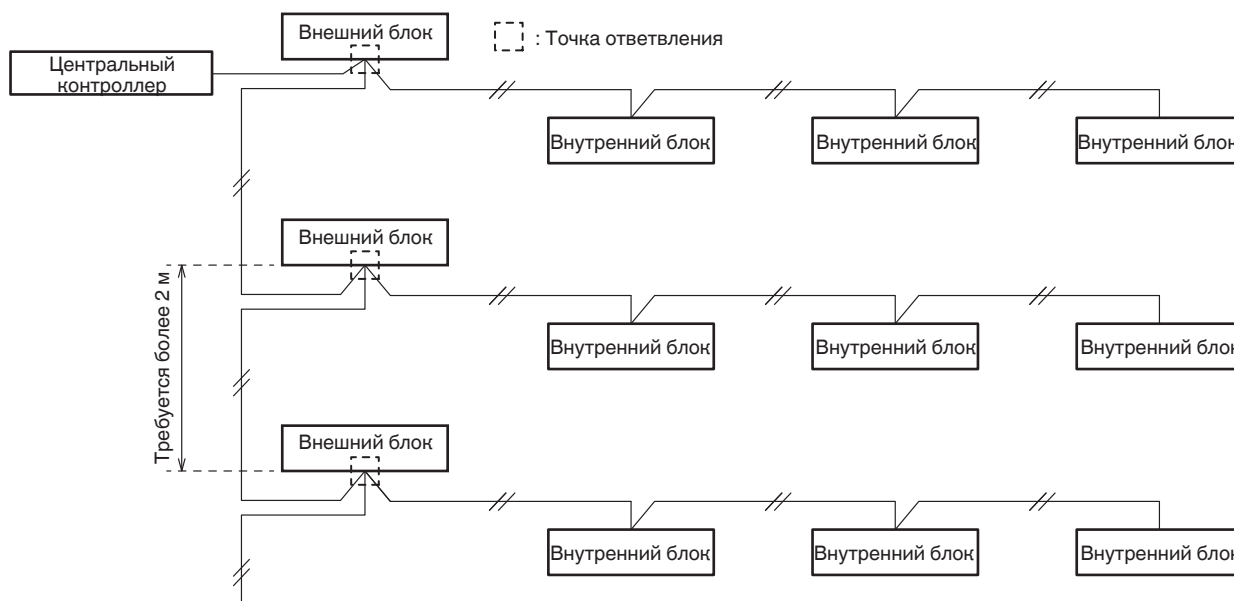 Внешний блок
: Точка ответвления
Центральный
контроллер
Внутренний блок
Внутренний блок
Внутренний блок
Внешний блок
Требуется более 2 м
Внутренний блок
Внутренний блок
Внутренний блок
Внешний блок
Внутренний блок
Внутренний блок
Внутренний блок